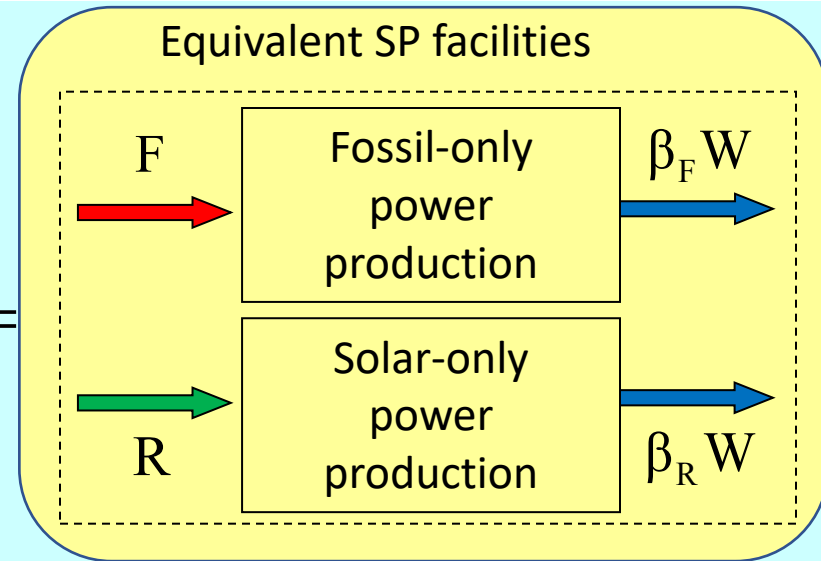 Equivalent SP facilities
F
Fossil-only
power
production
β_F W
=
R
Solar-only
power
production
β_R W